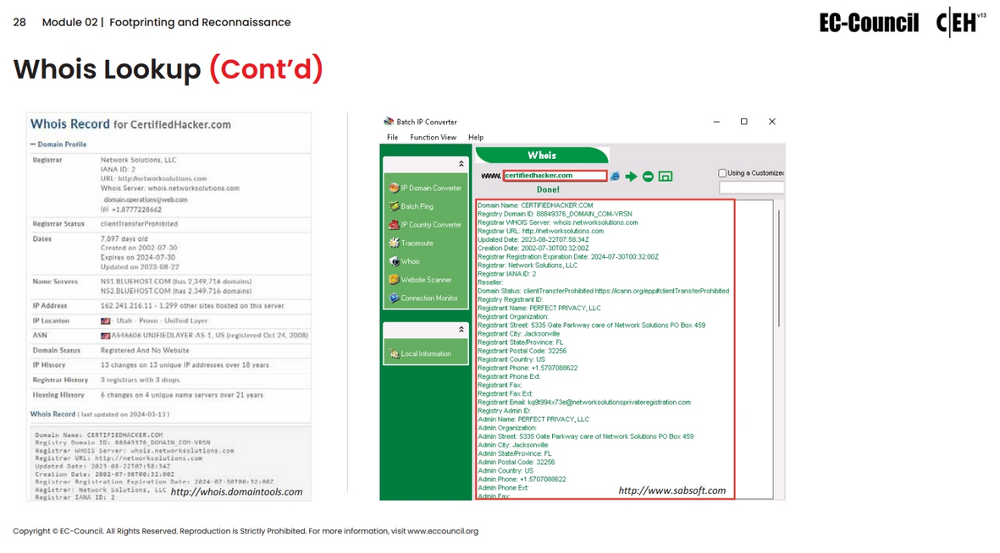 28 Module 02 | Footprinting and Reconnaissance
EC-Council C|EH v13
Whois Lookup (Cont'd)
Whois Record for CertifiedHacker.com
− Domain Profile
Registrar Network Solutions, LLC
IANA ID: 2
URL: http://networksolutions.com
Whois Server: whois.networksolutions.com
domain.operations@web.com
(p) +1.8777228662
Registrar Status clientTransferProhibited
Dates 7,897 days old
Created on 2002-07-30
Expires on 2024-07-30
Updated on 2023-08-22
Name Servers NS1.BLUEHOST.COM (has 2,349,716 domains)
NS2.BLUEHOST.COM (has 2,349,716 domains)
IP Address 162.241.216.11 - 1,299 other sites hosted on this server
IP Location - Utah - Provo - Unified Layer
ASN AS46606 UNIFIEDLAYER-AS-1, US (registered Oct 24, 2008)
Domain Status Registered And No Website
IP History 13 changes on 13 unique IP addresses over 18 years
Registrar History 3 registrars with 3 drops
Hosting History 6 changes on 4 unique name servers over 21 years
Whois Record ( last updated on 2024-03-13 )
Domain Name: CERTIFIEDHACKER.COM
Registry Domain ID: 88849376_DOMAIN_COM-VRSN
Registrar WHOIS Server: whois.networksolutions.com
Registrar URL: http://networksolutions.com
Updated Date: 2023-08-22T07:58:34Z
Creation Date: 2002-07-30T00:32:00Z
Registrar Registration Expiration Date: 2024-07-30T00:32:00Z
Registrar: Network Solutions, LLC
Registrar IANA ID: 2
http://whois.domaintools.com
Batch IP Converter
File Function View Help
IP Domain Converter
Batch Ping
IP County Converter
Traceroute
Whois
Website Scanner
Connection Monitor
Local Information
Whois
www. certifiedhacker.com
Using a Customize
Done!
Domain Name: CERTIFIEDHACKER.COM
Registry Domain ID: 88849376_DOMAIN_COM-VRSN
Registrar WHOIS Server: whois.networksolutions.com
Registrar URL: http://networksolutions.com
Updated Date: 2023-08-22T07:58:34Z
Creation Date: 2002-07-30T00:32:00Z
Registrar Registration Expiration Date: 2024-07-30T00:32:00Z
Registrar: Network Solutions, LLC
Registrar IANA ID: 2
Reseller:
Domain Status: clientTransferProhibited https://icann.org/epp#clientTransferProhibited
Registry Registrant ID:
Registrant Name: PERFECT PRIVACY, LLC
Registrant Organization:
Registrant Street: 5335 Gate Parkway care of Network Solutions PO Box 459
Registrant City: Jacksonville
Registrant State/Province: FL
Registrant Postal Code: 32256
Registrant Country: US
Registrant Phone: +1.5707088622
Registrant Phone Ext:
Registrant Fax:
Registrant Fax Ext:
Registrant Email: kq9t994x73e@networksolutionsprivateregistration.com
Registry Admin ID:
Admin Name: PERFECT PRIVACY, LLC
Admin Organization:
Admin Street: 5335 Gate Parkway care of Network Solutions PO Box 459
Admin City: Jacksonville
Admin State/Province: FL
Admin Postal Code: 32256
Admin Country: US
Admin Phone: +1.5707088622
Admin Phone Ext:
Admin Fax:
http://www.sabsoft.com
Copyright © EC-Council. All Rights Reserved. Reproduction is Strictly Prohibited. For more information, visit www.eccouncil.org